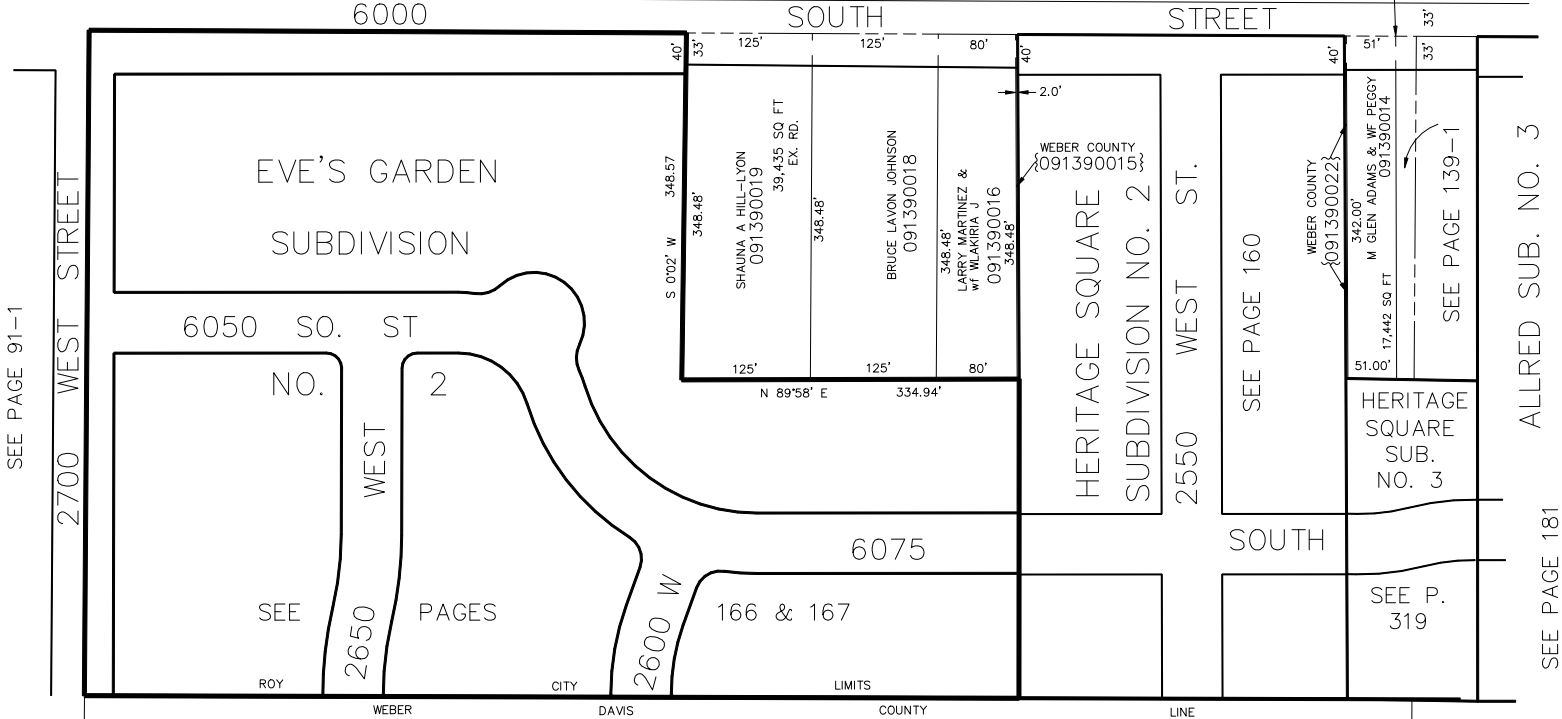 6000 SOUTH STREET
33'
40'
33'
125'
125'
80'
40'
40'
51'
33'
2.0'
SEE PAGE 91-1
2700 WEST STREET
EVE'S GARDEN
SUBDIVISION
NO. 2
6050 SO. ST
S 0°02' W 348.57
348.48'
SHAUNA A HILL-LYON
091390019
39,435 SQ FT
EX. RD.
348.48'
BRUCE LAVON JOHNSON
091390018
348.48'
LARRY MARTINEZ &
wf WLAKIRIA J
091390016
348.48'
125'
125'
80'
N 89°58' E 334.94'
WEBER COUNTY
{091390015}
HERITAGE SQUARE
SUBDIVISION NO. 2
2550 WEST ST.
SEE PAGE 160
WEBER COUNTY
{091390022}
342.00'
M GLEN ADAMS & WF PEGGY
091390014
17,442 SQ FT
51.00'
SEE PAGE 139-1
ALLRED SUB. NO. 3
HERITAGE
SQUARE
SUB.
NO. 3
WEST
2650
2600 W
6075 SOUTH
SEE PAGES 166 & 167
SEE P.
319
SEE PAGE 181
ROY CITY LIMITS
WEBER DAVIS COUNTY LINE